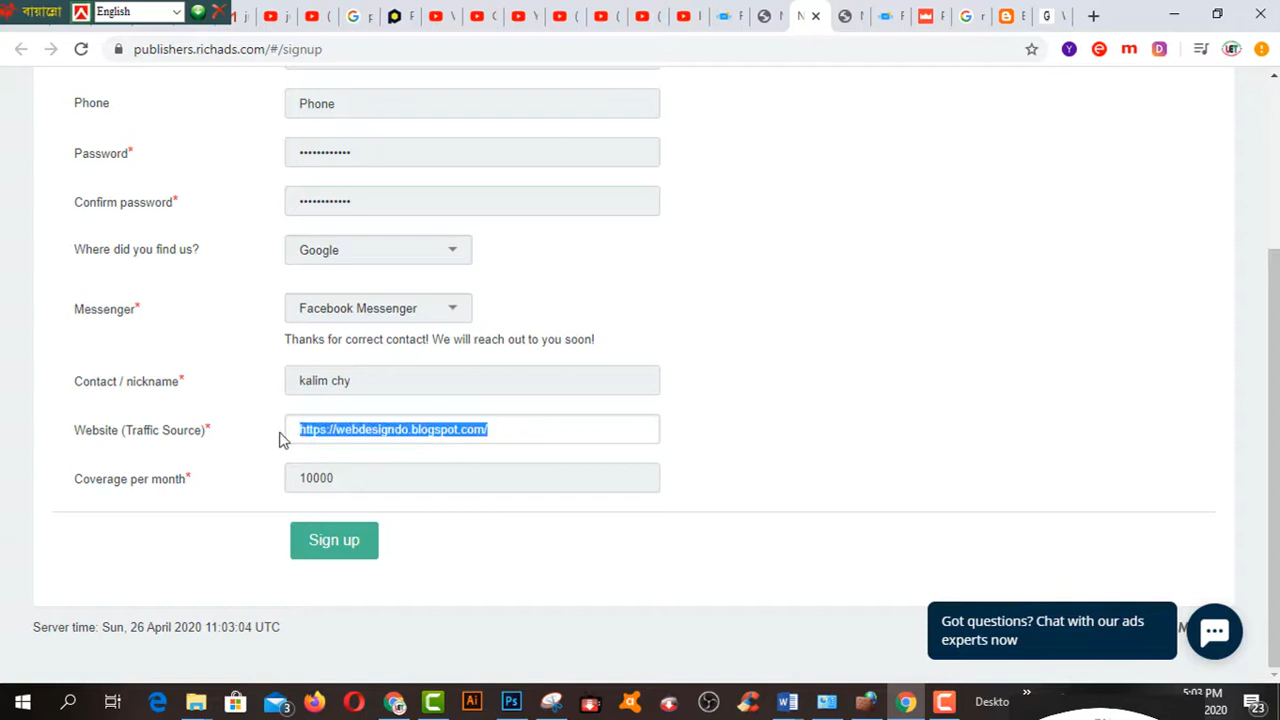 বায়ান্নো
English
publishers.richads.com/#/signup
Phone
Phone
Password*
••••••••••••
Confirm password*
••••••••••••
Where did you find us?
Google
Messenger*
Facebook Messenger
Thanks for correct contact! We will reach out to you soon!
Contact / nickname*
kalim chy
Website (Traffic Source)*
https://webdesigndo.blogspot.com/
Coverage per month*
10000
Sign up
Got questions? Chat with our ads
experts now
Server time: Sun, 26 April 2020 11:03:04 UTC
Deskto
5:03 PM
2020
23